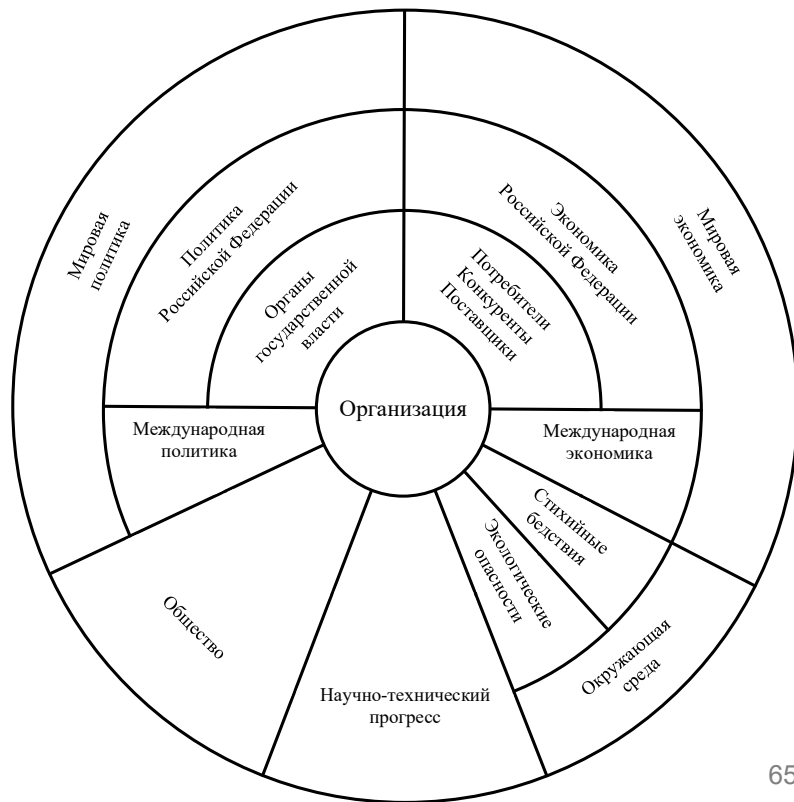 Мировая
политика
Политика
Российской Федерации
Органы
государственной
власти
Потребители
Конкуренты
Поставщики
Экономика
Российской Федерации
Мировая
экономика
Организация
Международная
политика
Международная
экономика
Стихийные
бедствия
Экологические
опасности
Общество
Окружающая
среда
Научно-технический
прогресс
65